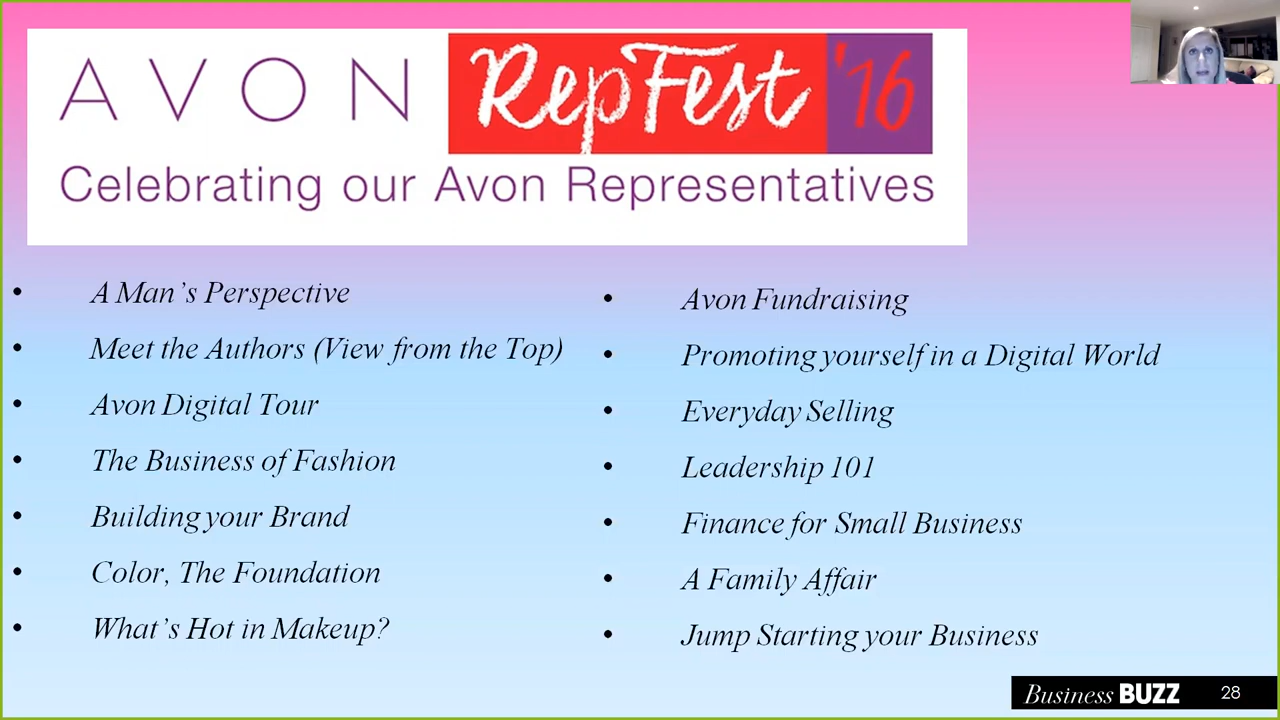 AVON RepFest '16
Celebrating our Avon Representatives
• A Man's Perspective
• Meet the Authors (View from the Top)
• Avon Digital Tour
• The Business of Fashion
• Building your Brand
• Color, The Foundation
• What's Hot in Makeup?
• Avon Fundraising
• Promoting yourself in a Digital World
• Everyday Selling
• Leadership 101
• Finance for Small Business
• A Family Affair
• Jump Starting your Business
Business BUZZ 28